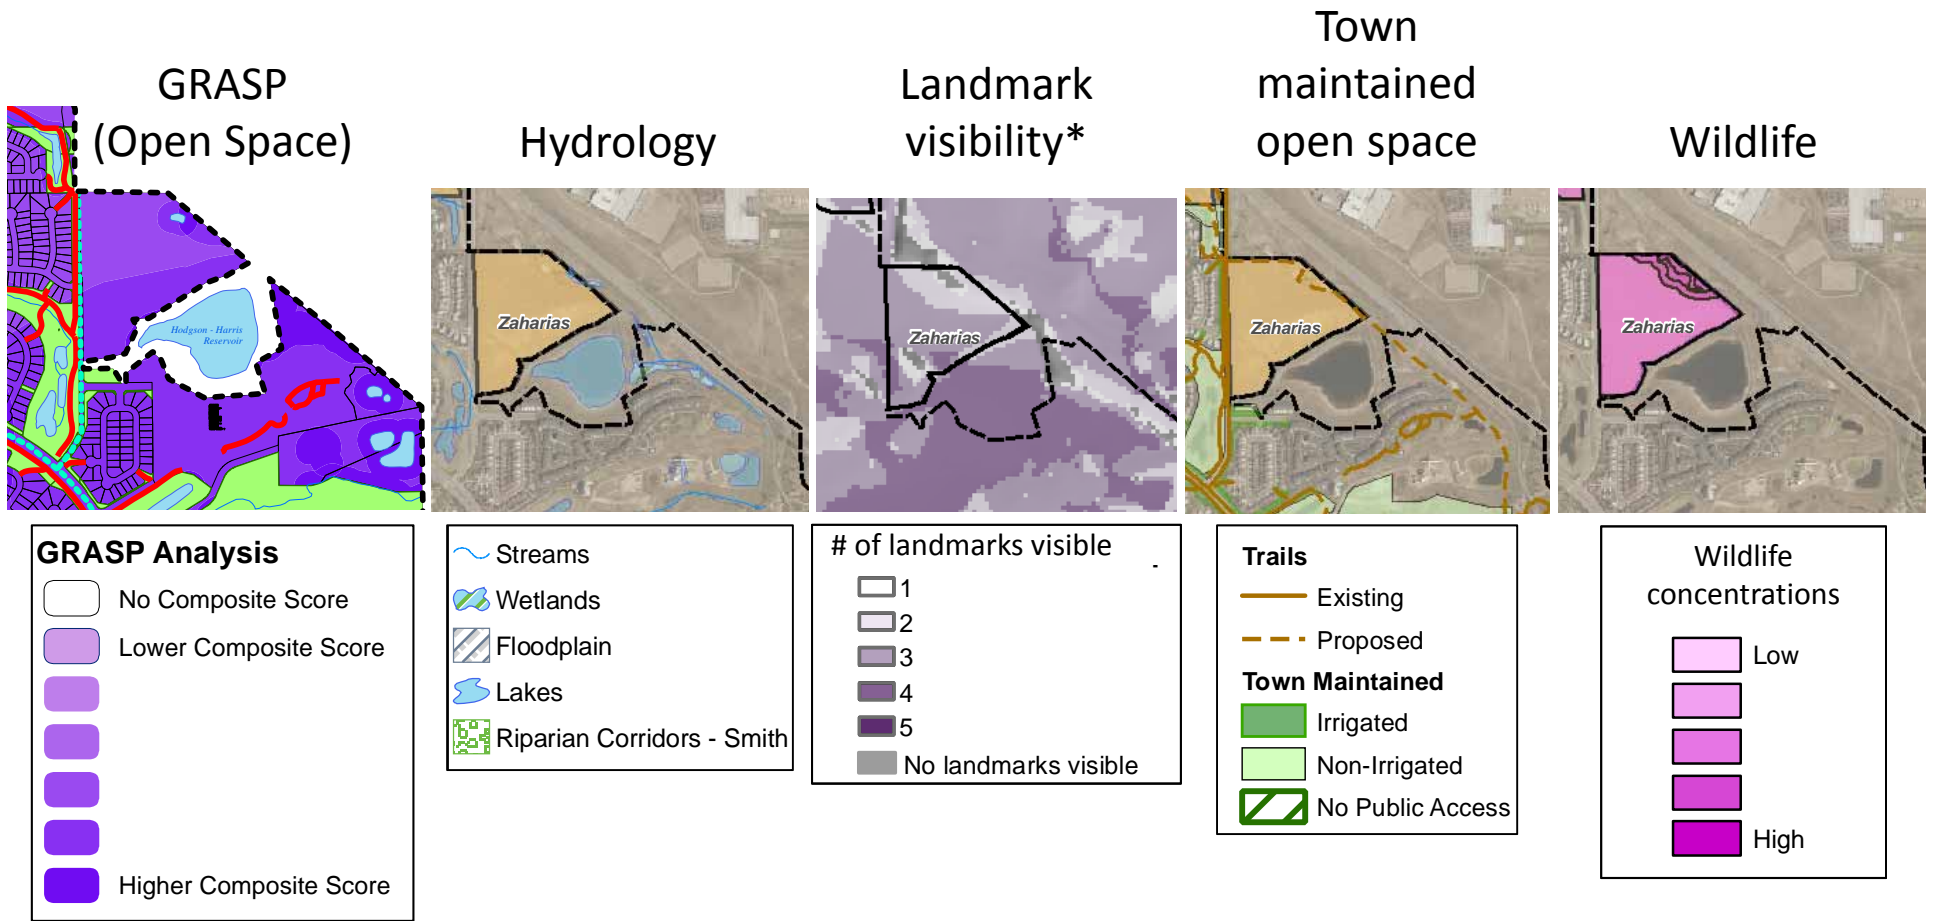 GRASP
(Open Space)
Hydrology
Landmark
visibility*
Town
maintained
open space
Wildlife
Hodgson - Harris
Reservoir
Zaharias
Zaharias
Zaharias
Zaharias
GRASP Analysis
No Composite Score
Lower Composite Score
Higher Composite Score
Streams
Wetlands
Floodplain
Lakes
Riparian Corridors - Smith
# of landmarks visible
1
2
3
4
5
No landmarks visible
Trails
Existing
Proposed
Town Maintained
Irrigated
Non-Irrigated
No Public Access
Wildlife
concentrations
Low
High